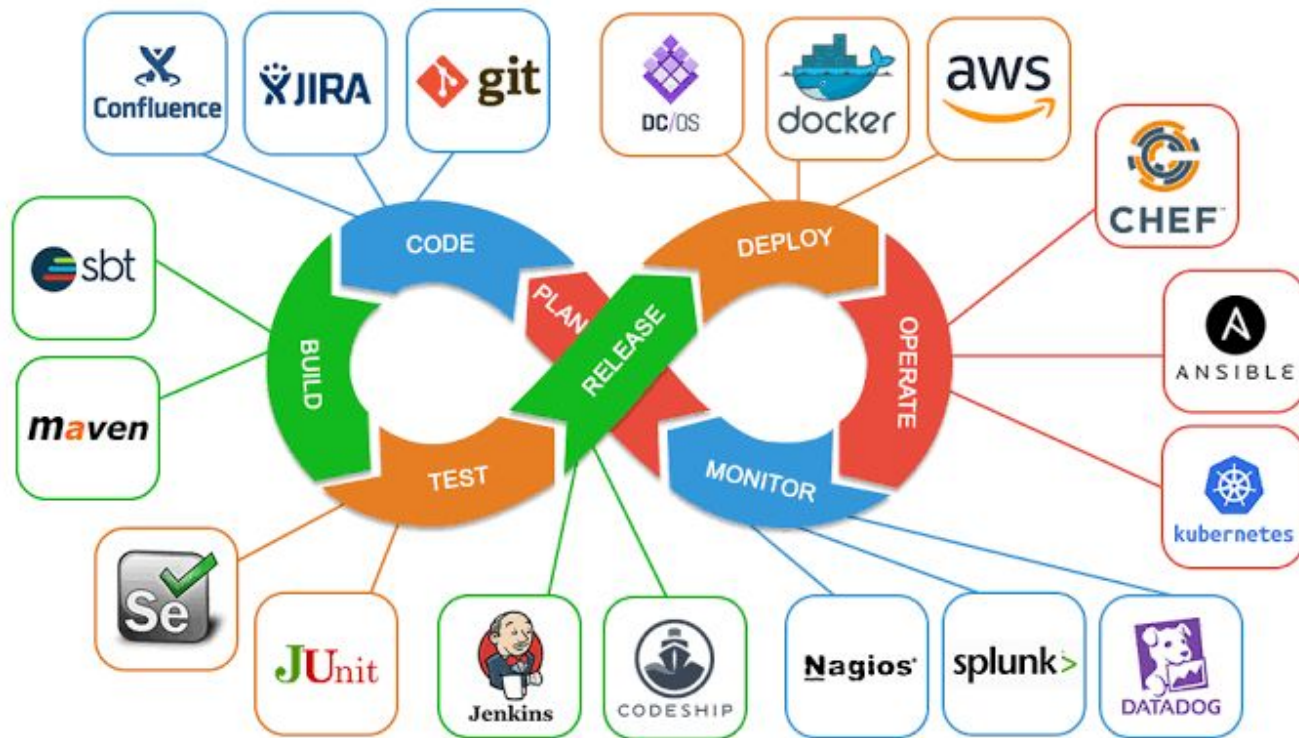 Confluence
JIRA
git
DC/OS
docker
aws
CHEF™
sbt
CODE
DEPLOY
PLAN
RELEASE
BUILD
OPERATE
ANSIBLE
maven
TEST
MONITOR
kubernetes
Se
JUnit
Jenkins
CODESHIP
Nagios®
splunk>
DATADOG